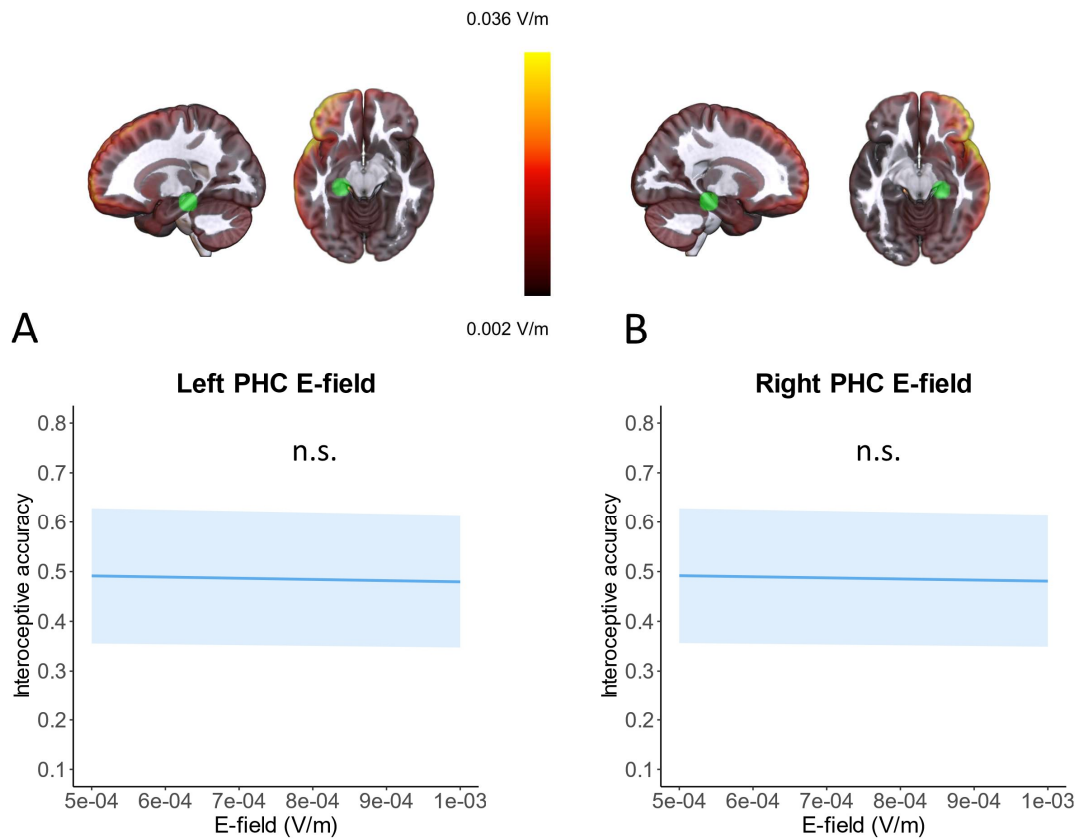 0.036 V/m
0.002 V/m
A
Left PHC E-field
n.s.
Interoceptive accuracy
0.8
0.7
0.6
0.5
0.4
0.3
0.2
0.1
5e-04 6e-04 7e-04 8e-04 9e-04 1e-03
E-field (V/m)
B
Right PHC E-field
n.s.
Interoceptive accuracy
0.8
0.7
0.6
0.5
0.4
0.3
0.2
0.1
5e-04 6e-04 7e-04 8e-04 9e-04 1e-03
E-field (V/m)